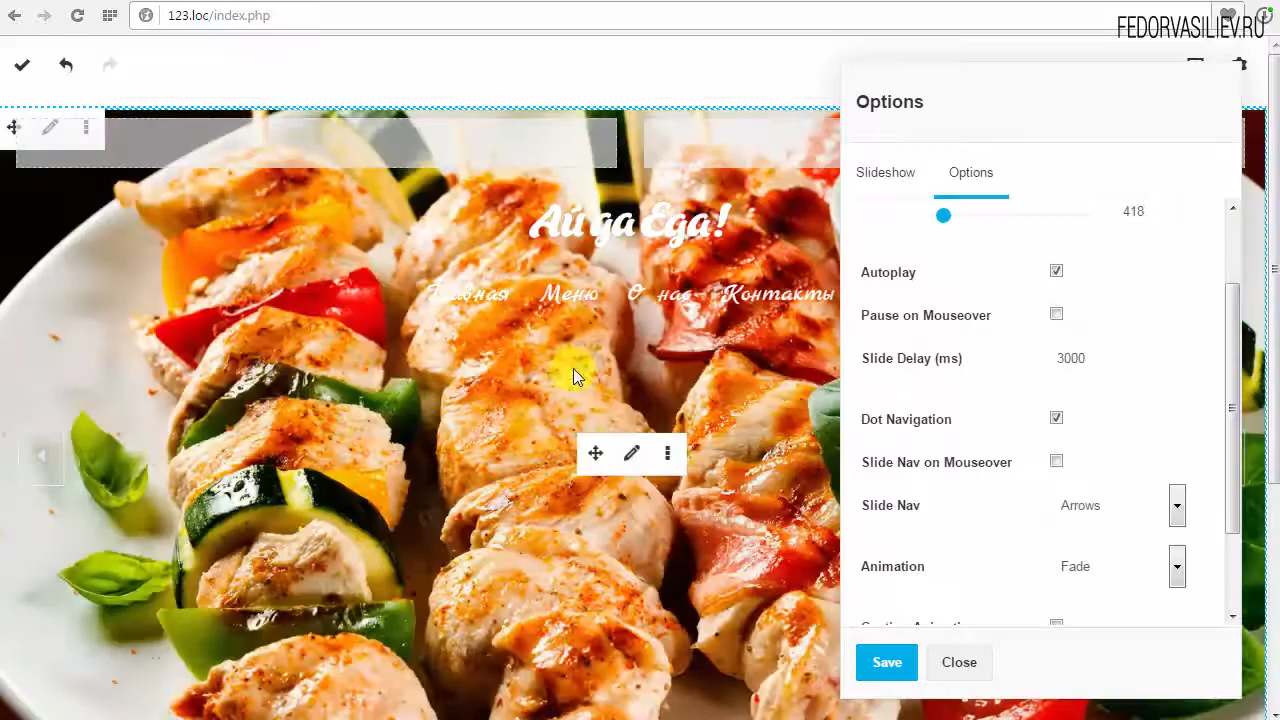 123.loc/index.php
FEDORVASILIEV.RU
Options
Slideshow
Options
418
Ай да Еда!
Главная Меню О нас Контакты
Autoplay
Pause on Mouseover
Slide Delay (ms)
3000
Dot Navigation
Slide Nav on Mouseover
Slide Nav
Arrows
Animation
Fade
Save
Close